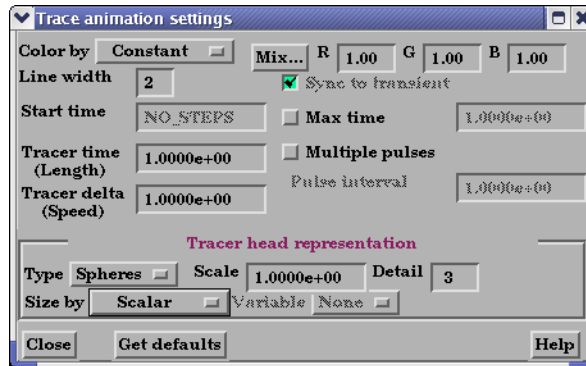 Trace animation settings
Color by Constant Mix... R 1.00 G 1.00 B 1.00
Line width 2 Sync to transient
Start time NO_STEPS Max time 1.0000e+00
Tracer time (Length) 1.0000e+00 Multiple pulses
Tracer delta (Speed) 1.0000e+00 Pulse interval 1.0000e+00
Tracer head representation
Type Spheres Scale 1.0000e+00 Detail 3
Size by Scalar Variable None
Close Get defaults Help